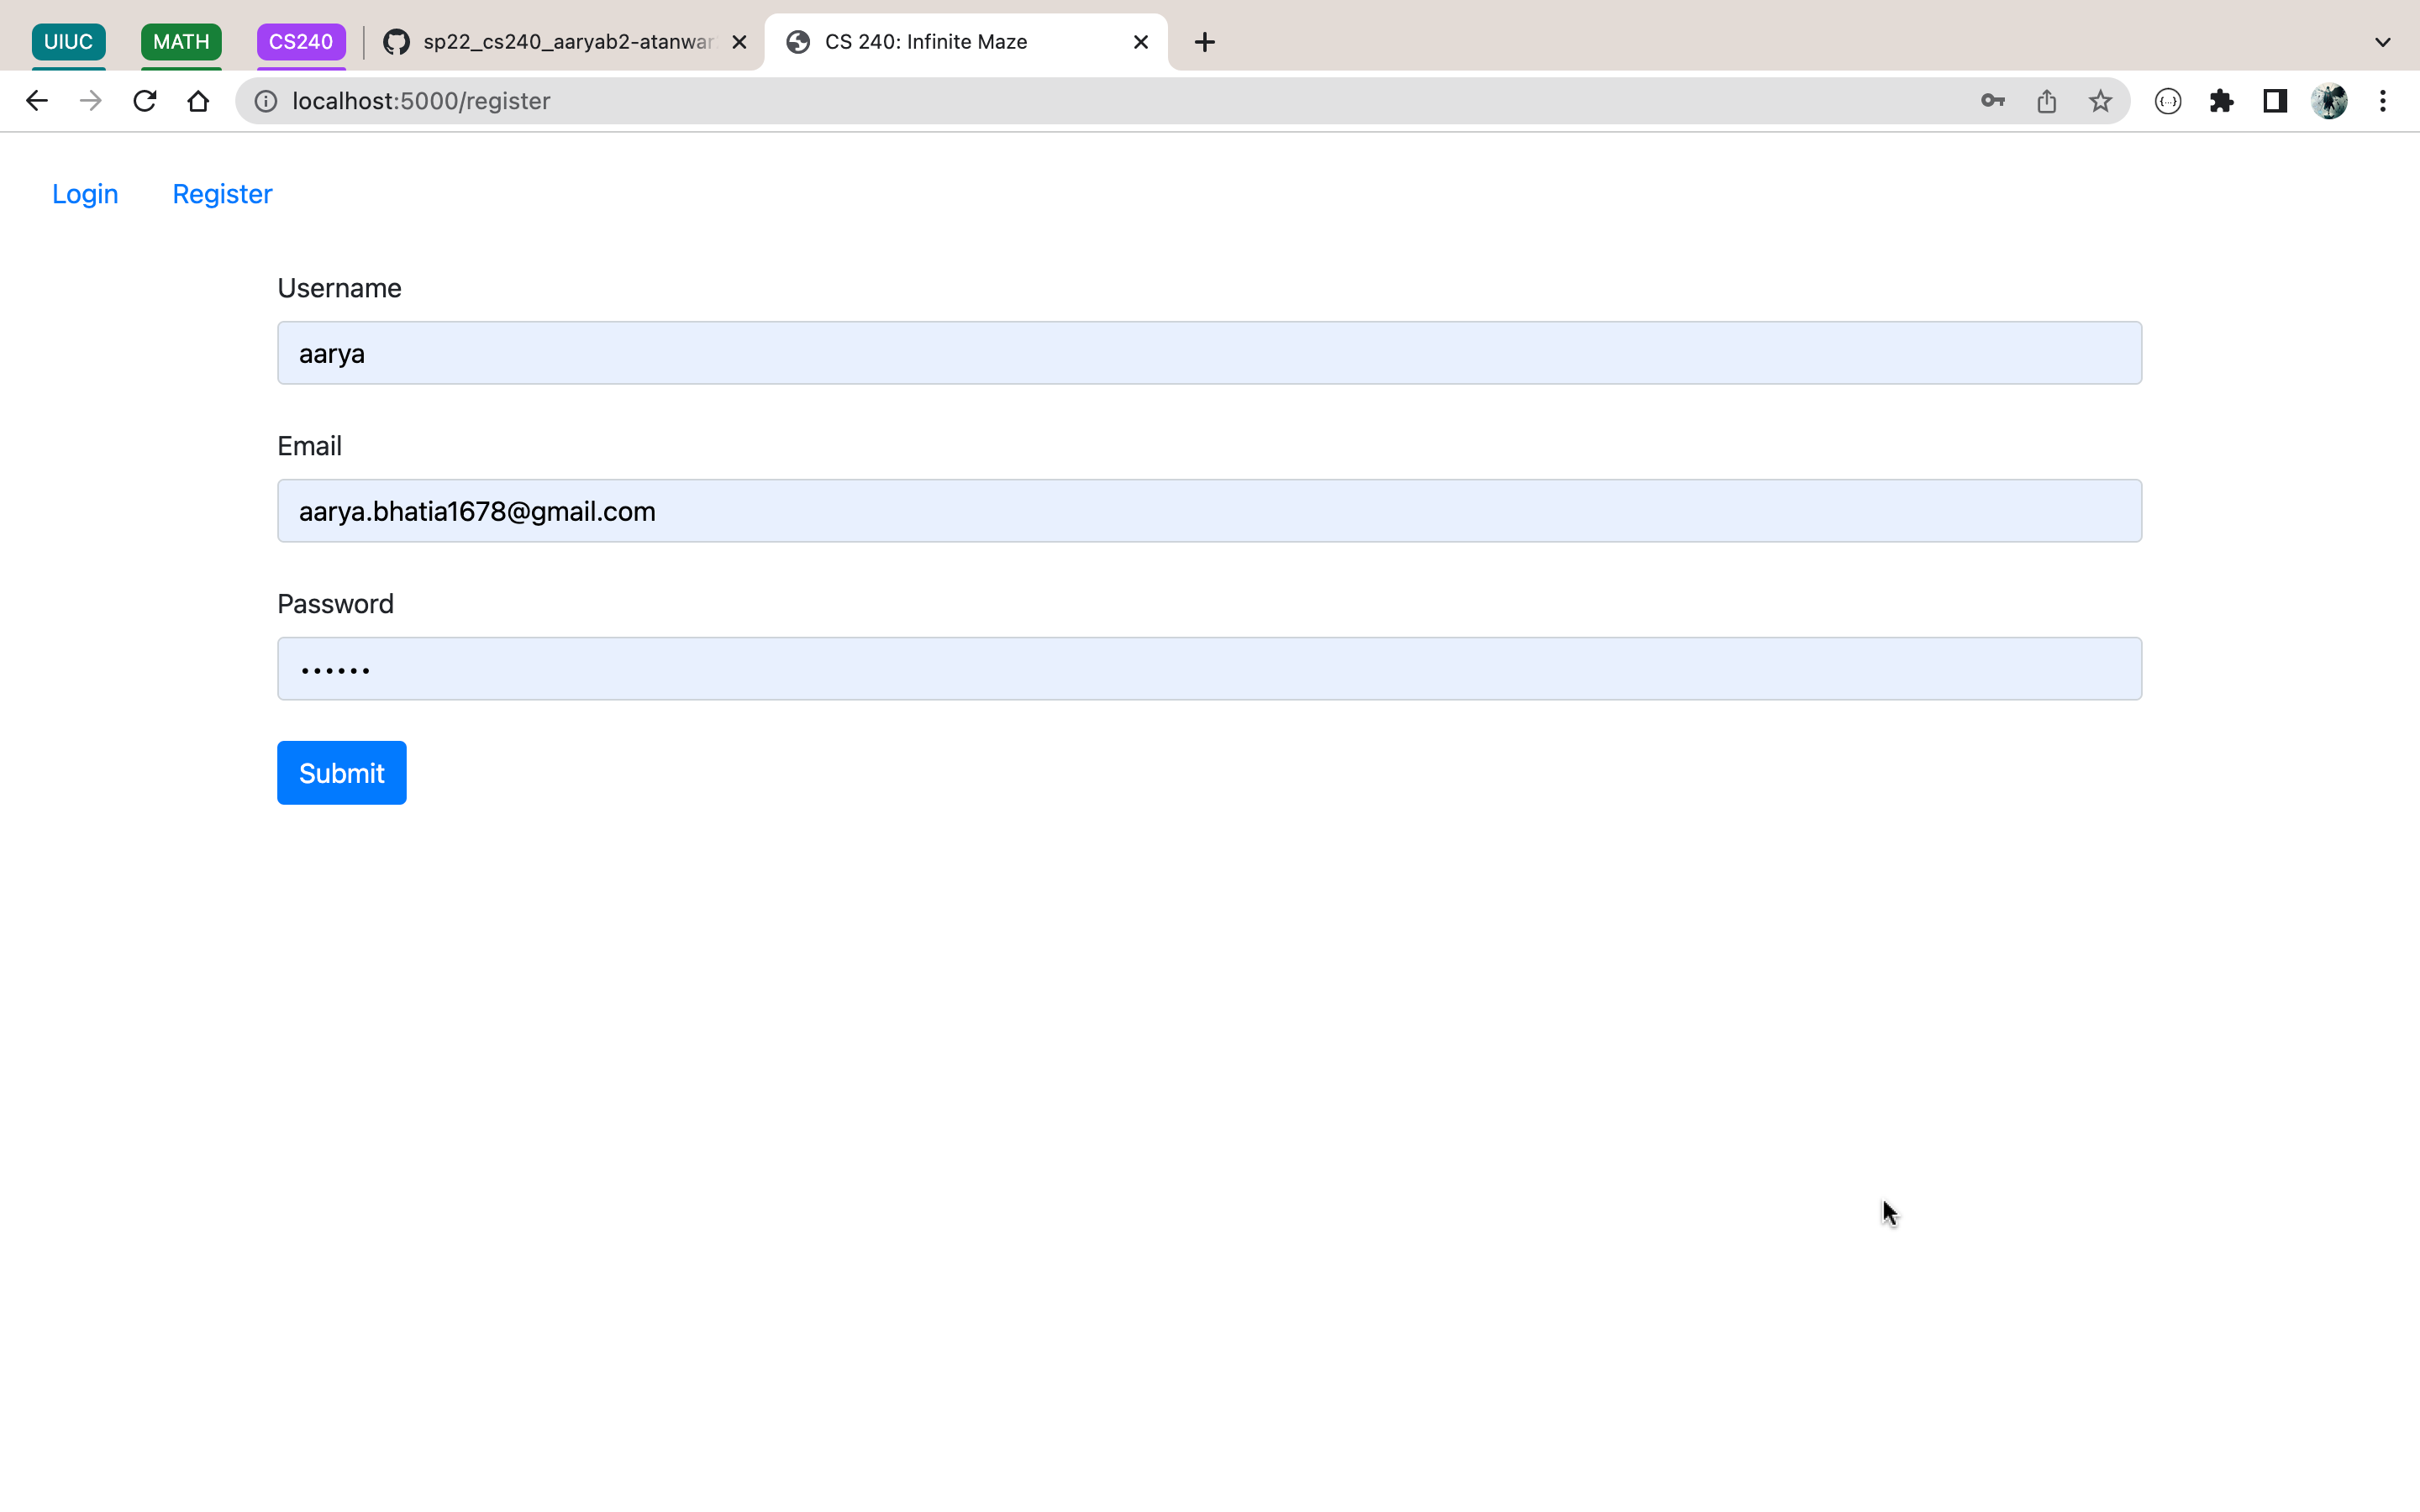 UIUC MATH CS240 sp22_cs240_aaryab2-atanwar CS 240: Infinite Maze
localhost:5000/register
Login Register
Username
aarya
Email
aarya.bhatia1678@gmail.com
Password
••••••
Submit